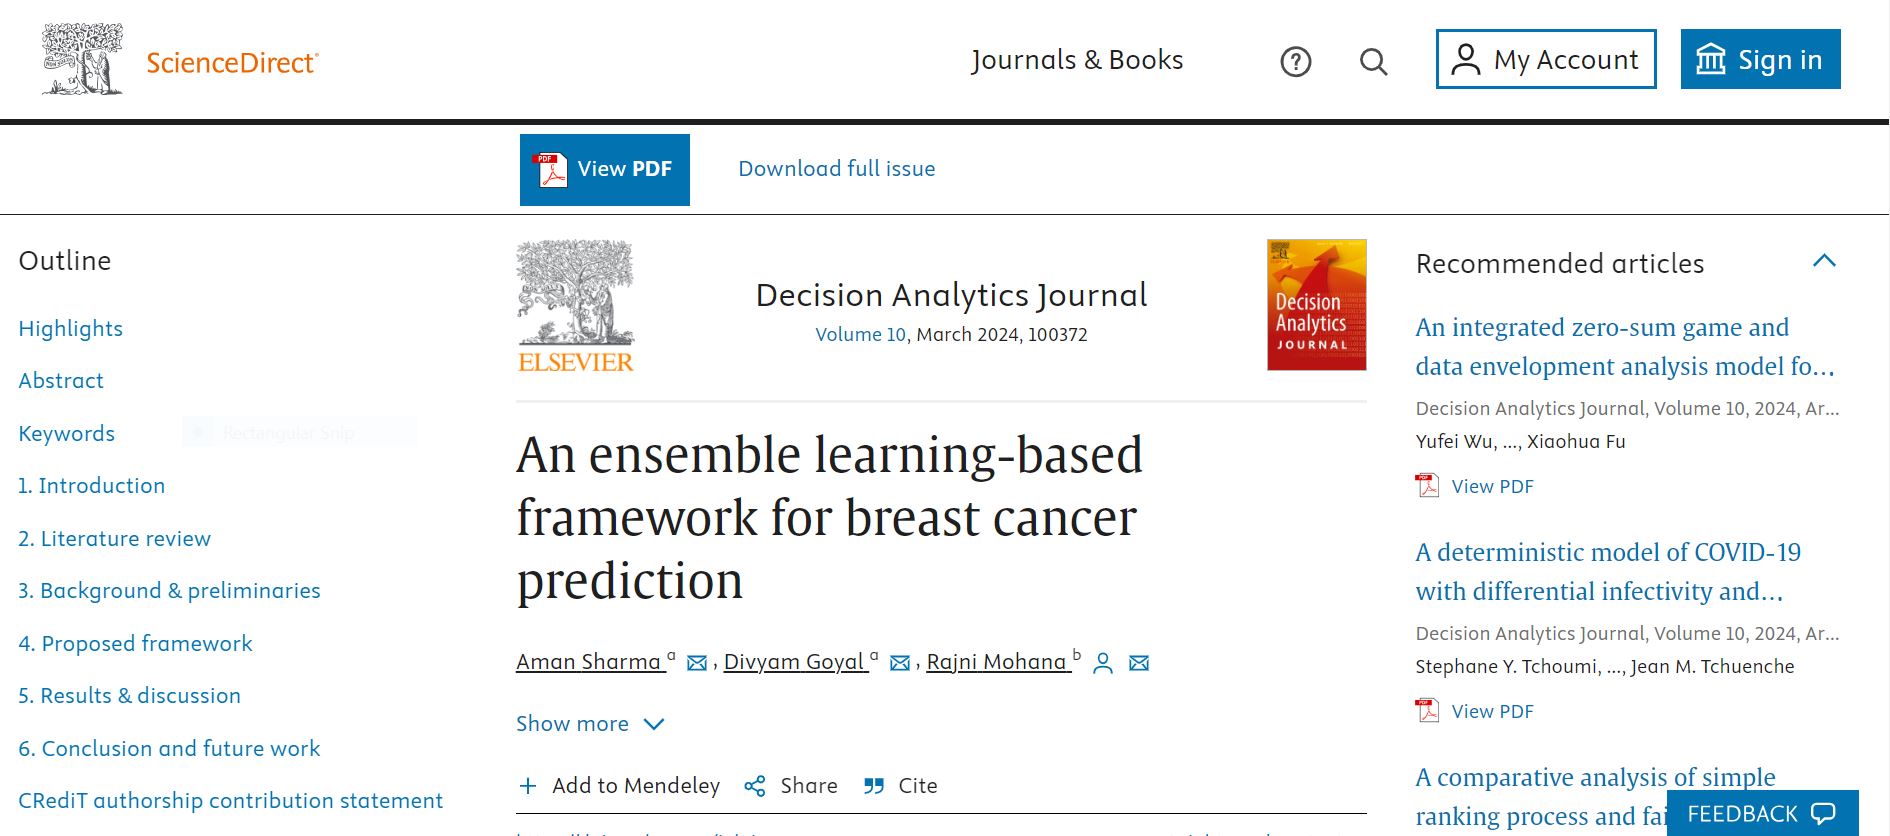 ScienceDirect
Journals & Books
?
My Account
Sign in
PDF
View PDF
Download full issue
Outline
Highlights
Abstract
Keywords
Rectangular Snip
1. Introduction
2. Literature review
3. Background & preliminaries
4. Proposed framework
5. Results & discussion
6. Conclusion and future work
CRediT authorship contribution statement
ELSEVIER
Decision Analytics Journal
Volume 10, March 2024, 100372
Decision
Analytics
JOURNAL
An ensemble learning-based
framework for breast cancer
prediction
Aman Sharma a, Divyam Goyal a, Rajni Mohana b
Show more
+ Add to Mendeley
Share
Cite
Recommended articles
An integrated zero-sum game and
data envelopment analysis model fo...
Decision Analytics Journal, Volume 10, 2024, Ar...
Yufei Wu, ..., Xiaohua Fu
PDF
View PDF
A deterministic model of COVID-19
with differential infectivity and...
Decision Analytics Journal, Volume 10, 2024, Ar...
Stephane Y. Tchoumi, ..., Jean M. Tchuenche
PDF
View PDF
A comparative analysis of simple
ranking process and fai
FEEDBACK